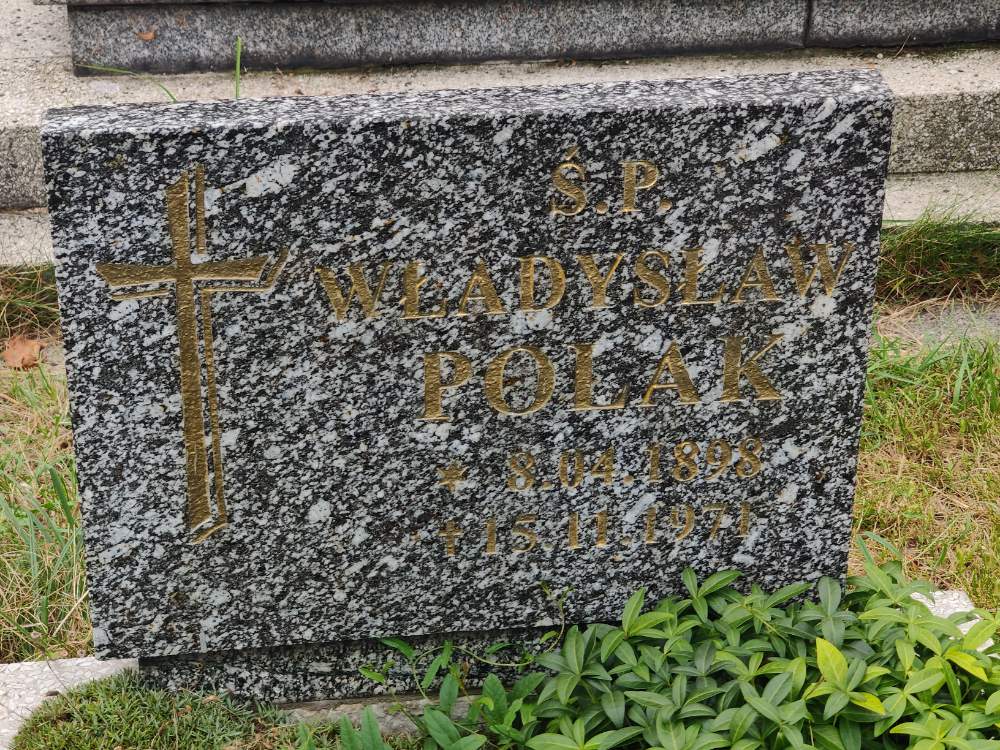 Ś.P.
WŁADYSŁAW
POLAK
* 8.04.1898
✝ 15.11.1971